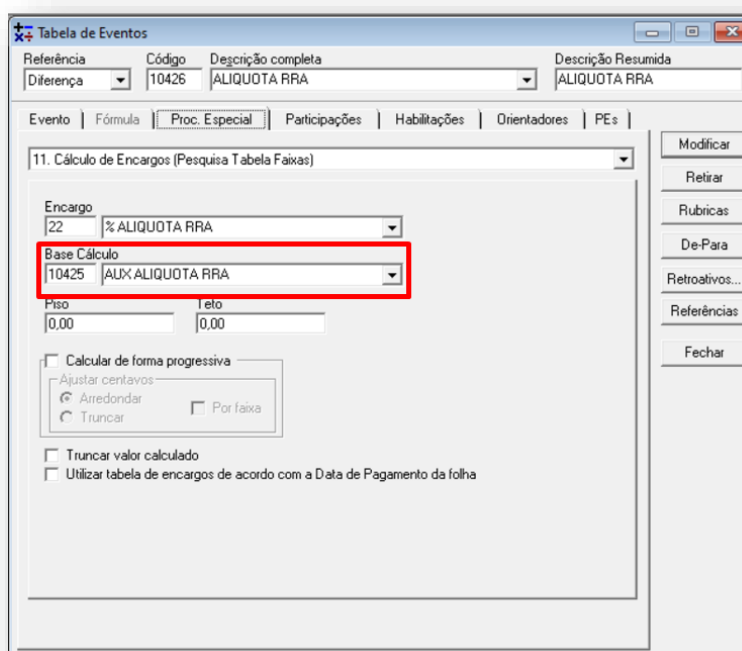 Tabela de Eventos
Referência Código Descrição completa Descrição Resumida
Diferença 10426 ALIQUOTA RRA ALIQUOTA RRA
Evento Fórmula Proc. Especial Participações Habilitações Orientadores PEs
Modificar
11. Cálculo de Encargos (Pesquisa Tabela Faixas)
Retirar
Encargo
Rubricas
22 % ALIQUOTA RRA
Base Cálculo
De-Para
10425 AUX ALIQUOTA RRA
Retroativos...
Piso Teto
Referências
0,00 0,00
Fechar
Calcular de forma progressiva
Ajustar centavos
Arredondar
Por faixa
Truncar
Truncar valor calculado
Utilizar tabela de encargos de acordo com a Data de Pagamento da folha